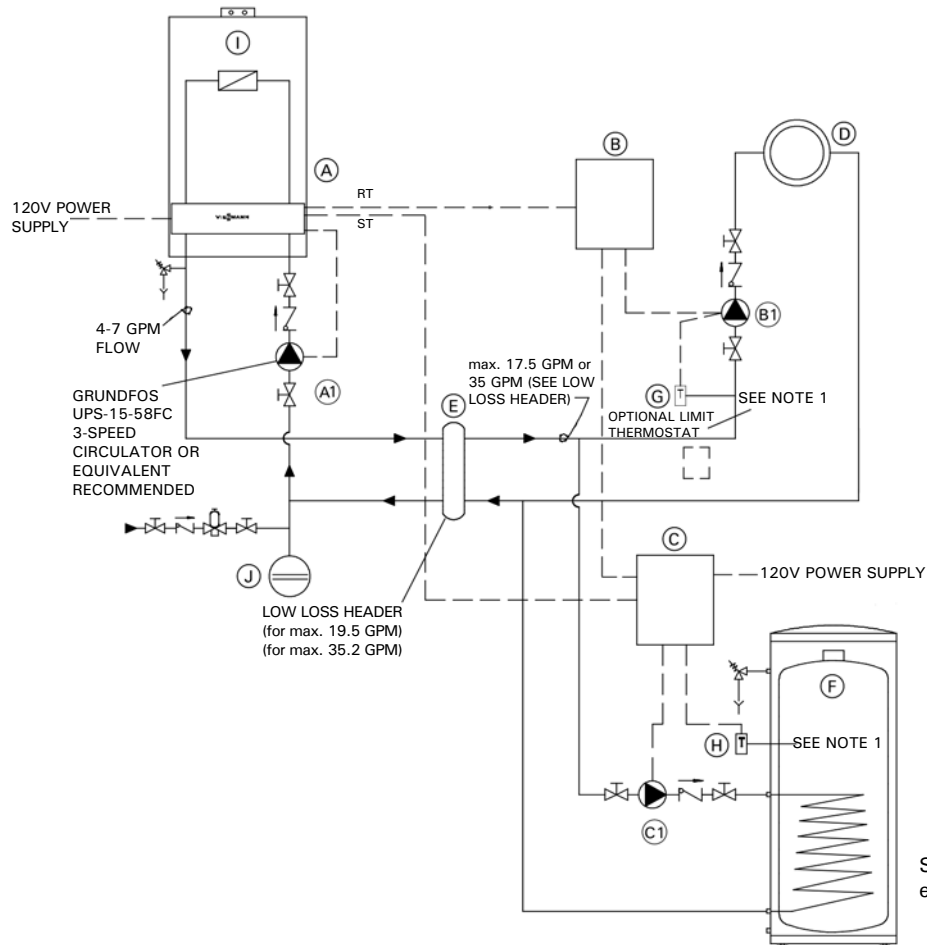 I
A
B
D
RT
ST
120V POWER
SUPPLY
VIESMANN
4-7 GPM
FLOW
B1
GRUNDFOS
UPS-15-58FC
3-SPEED
CIRCULATOR OR
EQUIVALENT
RECOMMENDED
A1
E
max. 17.5 GPM or
35 GPM (SEE LOW
LOSS HEADER)
G
T
SEE NOTE 1
OPTIONAL LIMIT
THERMOSTAT
J
LOW LOSS HEADER
(for max. 19.5 GPM)
(for max. 35.2 GPM)
C
120V POWER SUPPLY
F
H
T
SEE NOTE 1
C1
S
e